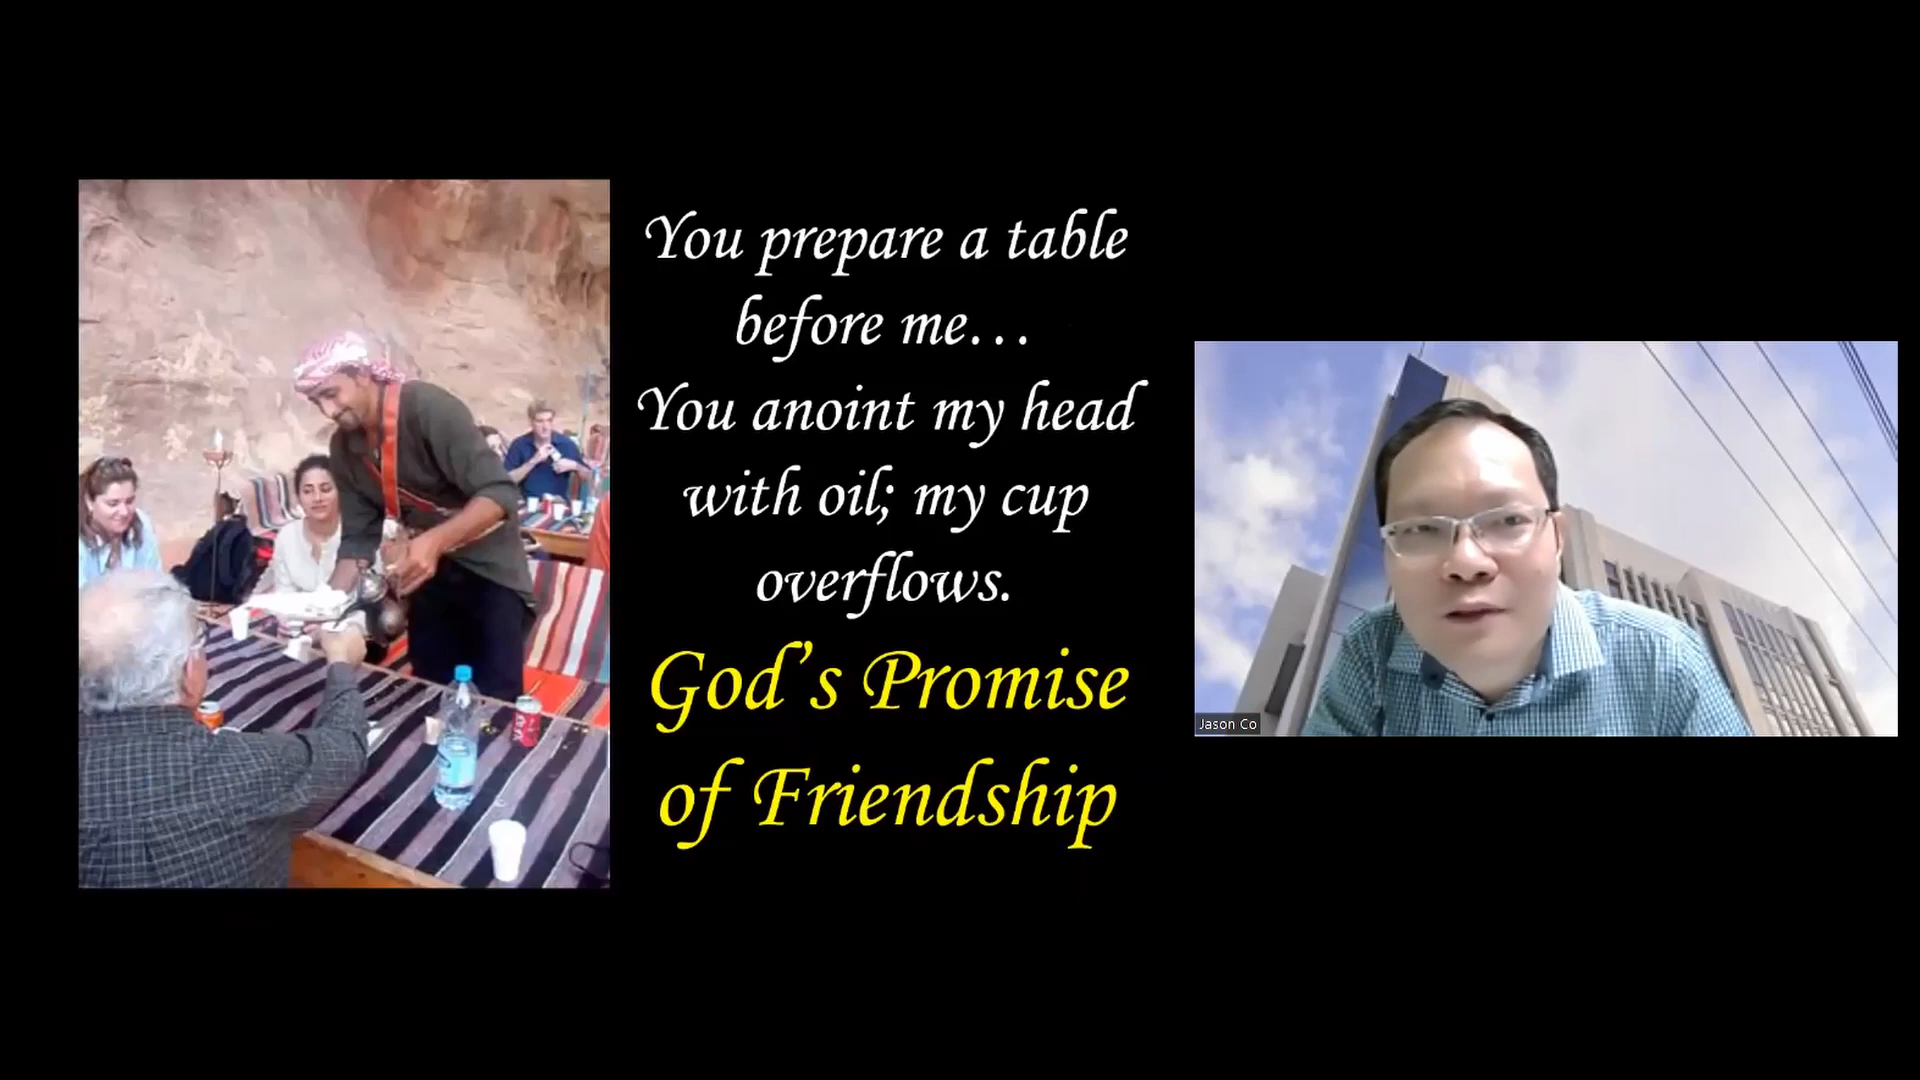 You prepare a table
before me...
You anoint my head
with oil; my cup
overflows.
God's Promise
of Friendship
Jason Co